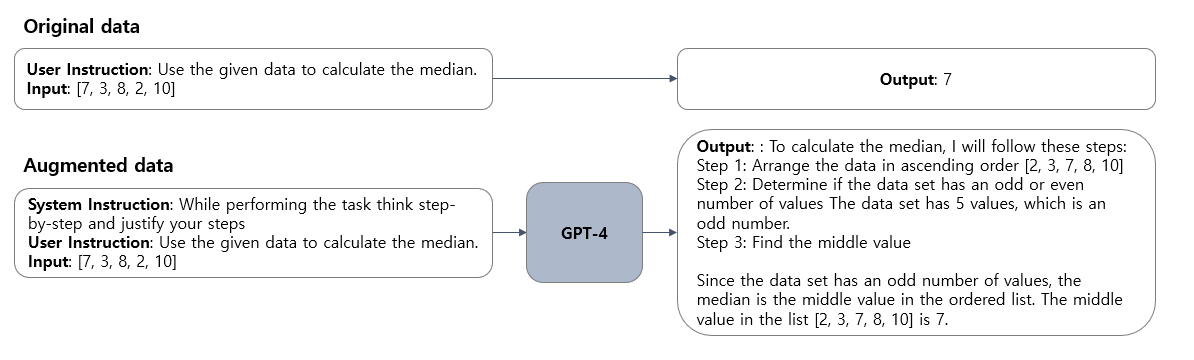 Original data
User Instruction: Use the given data to calculate the median.
Input: [7, 3, 8, 2, 10]
Output: 7
Augmented data
System Instruction: While performing the task think step-
by-step and justify your steps
User Instruction: Use the given data to calculate the median.
Input: [7, 3, 8, 2, 10]
GPT-4
Output: : To calculate the median, I will follow these steps:
Step 1: Arrange the data in ascending order [2, 3, 7, 8, 10]
Step 2: Determine if the data set has an odd or even
number of values The data set has 5 values, which is an
odd number.
Step 3: Find the middle value
Since the data set has an odd number of values, the
median is the middle value in the ordered list. The middle
value in the list [2, 3, 7, 8, 10] is 7.